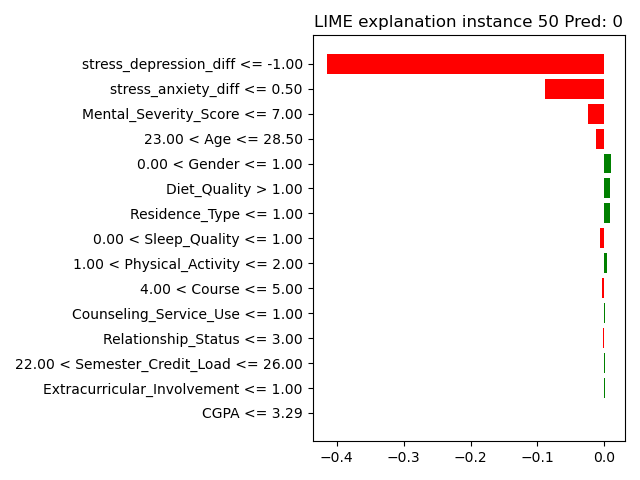 LIME explanation instance 50 Pred: 0
stress_depression_diff <= -1.00
stress_anxiety_diff <= 0.50
Mental_Severity_Score <= 7.00
23.00 < Age <= 28.50
0.00 < Gender <= 1.00
Diet_Quality > 1.00
Residence_Type <= 1.00
0.00 < Sleep_Quality <= 1.00
1.00 < Physical_Activity <= 2.00
4.00 < Course <= 5.00
Counseling_Service_Use <= 1.00
Relationship_Status <= 3.00
22.00 < Semester_Credit_Load <= 26.00
Extracurricular_Involvement <= 1.00
CGPA <= 3.29
−0.4 −0.3 −0.2 −0.1 0.0